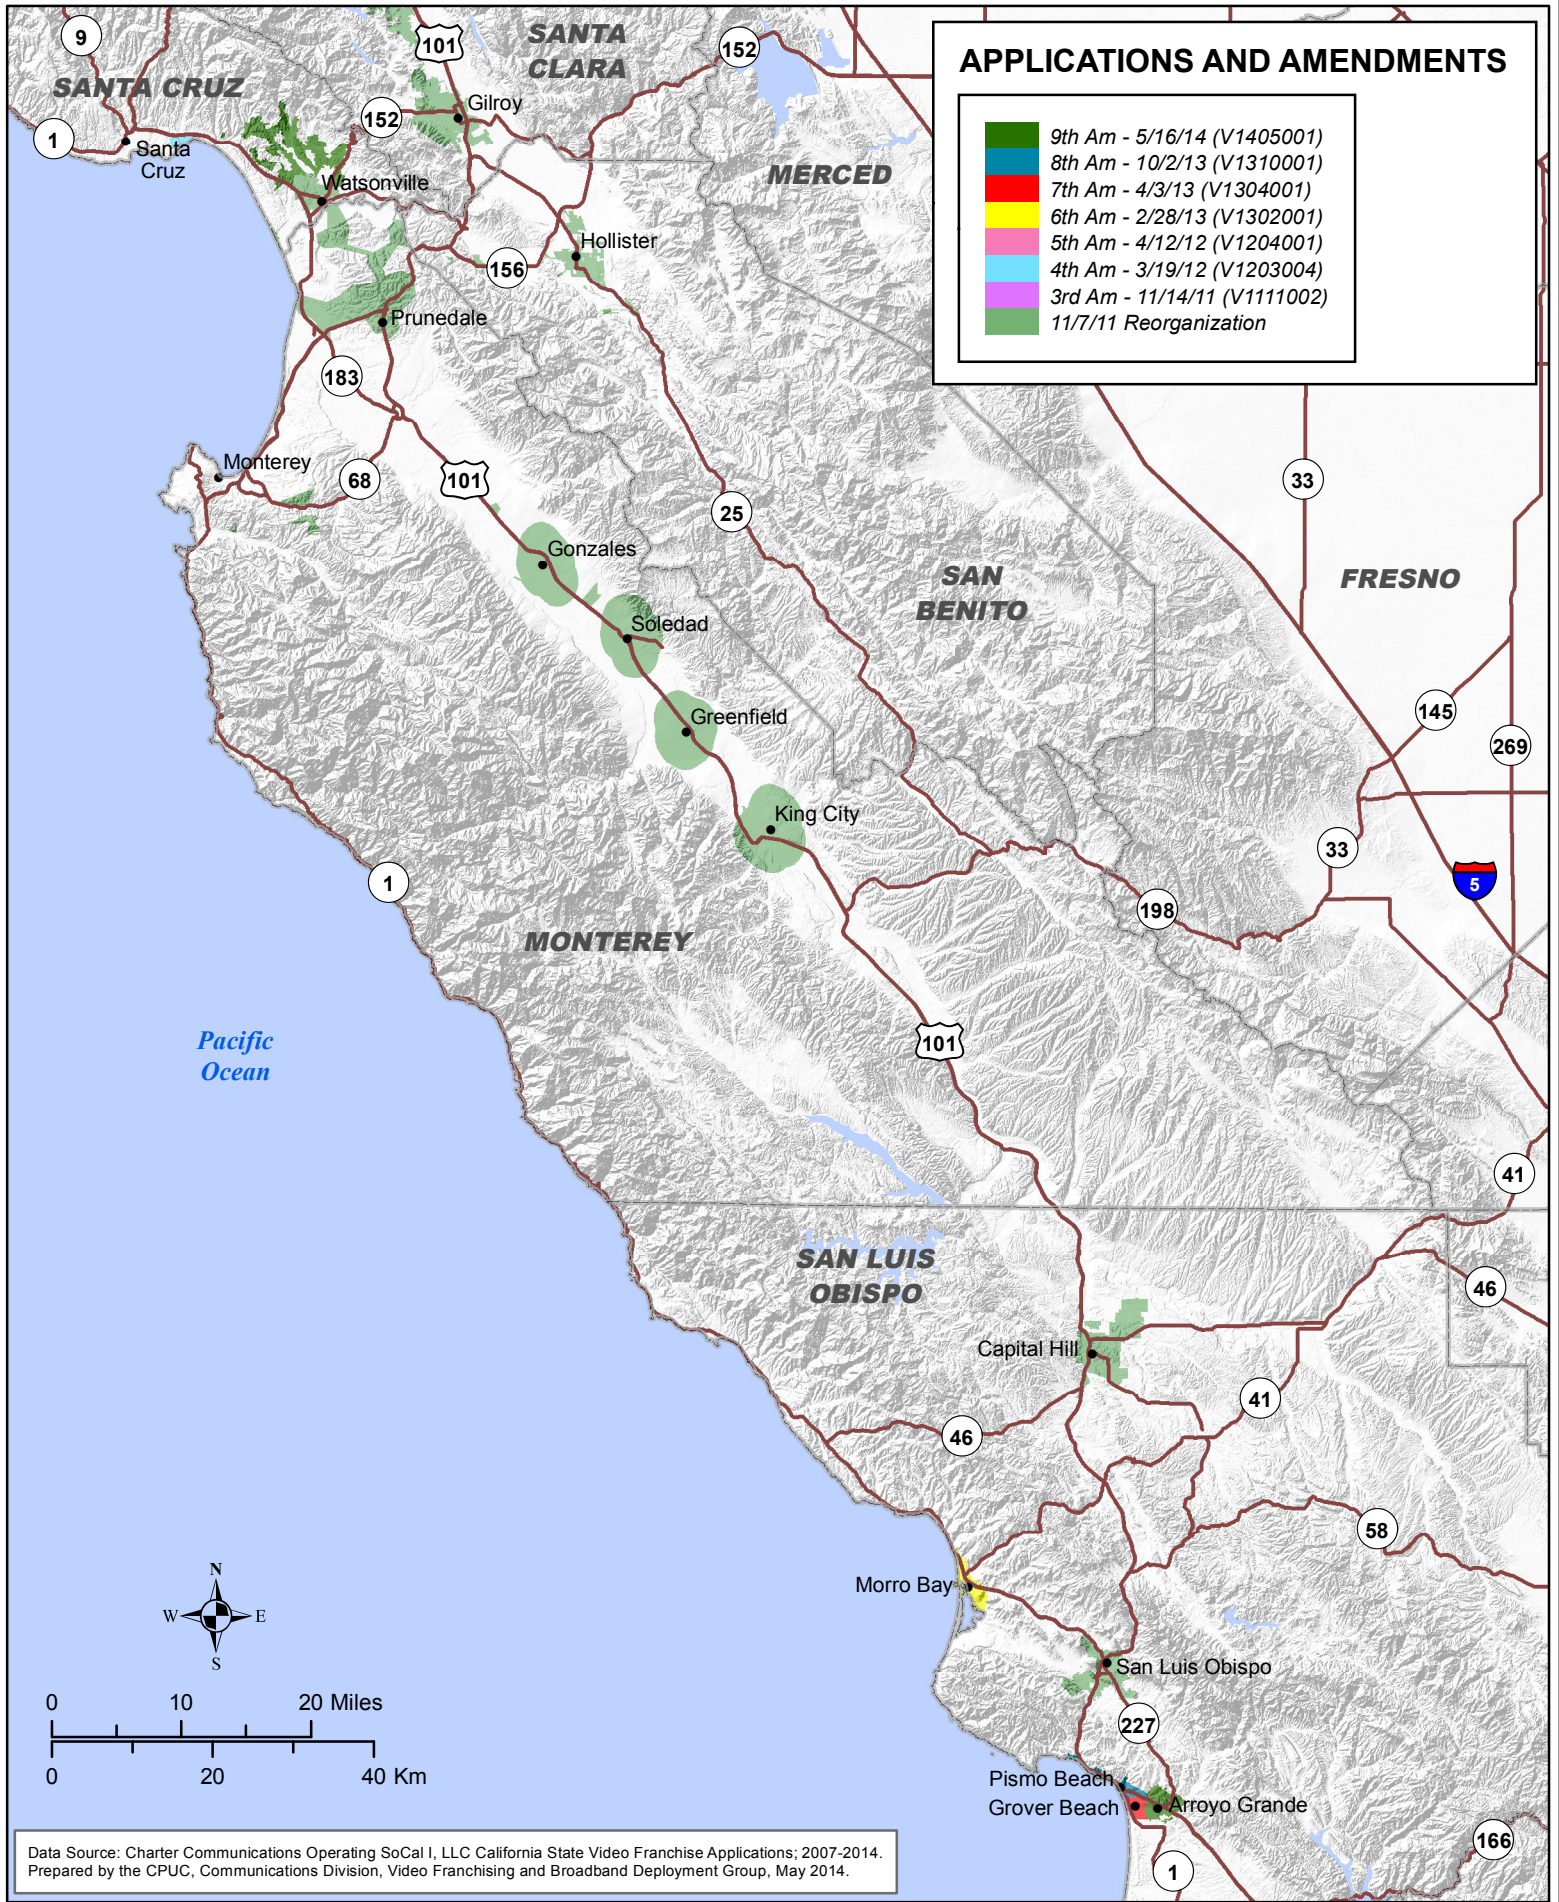 APPLICATIONS AND AMENDMENTS
9th Am - 5/16/14 (V1405001)
8th Am - 10/2/13 (V1310001)
7th Am - 4/3/13 (V1304001)
6th Am - 2/28/13 (V1302001)
5th Am - 4/12/12 (V1204001)
4th Am - 3/19/12 (V1203004)
3rd Am - 11/14/11 (V1111002)
11/7/11 Reorganization
9
101
SANTA
CLARA
152
SANTA CRUZ
152
Gilroy
1
Santa
Cruz
MERCED
Watsonville
Hollister
156
Prunedale
183
Monterey
68
101
33
25
Gonzales
SAN
BENITO
FRESNO
Soledad
Greenfield
145
269
King City
33
1
5
198
MONTEREY
Pacific
Ocean
101
41
SAN LUIS
OBISPO
46
Capital Hill
41
46
58
Morro Bay
N
W
E
S
San Luis Obispo
0 10 20 Miles
227
0 20 40 Km
Pismo Beach
Grover Beach
Arroyo Grande
166
1
Data Source: Charter Communications Operating SoCal I, LLC California State Video Franchise Applications; 2007-2014.
Prepared by the CPUC, Communications Division, Video Franchising and Broadband Deployment Group, May 2014.